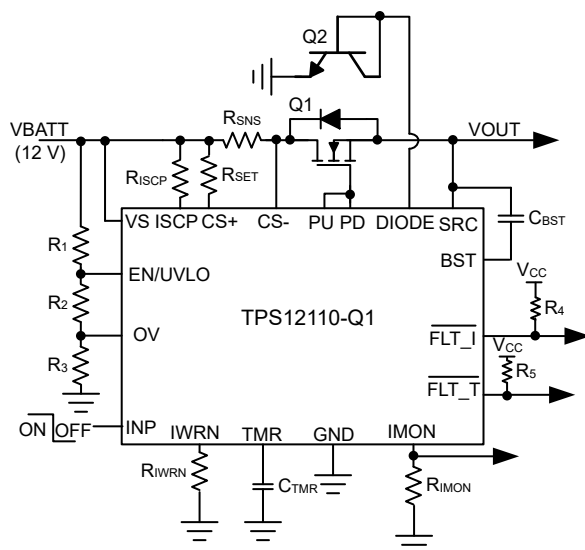 Q2
RSNS
Q1
VBATT
(12 V)
VOUT
RISCP
RSET
CBST
VS ISCP CS+ CS- PU PD DIODE SRC
BST
R1
EN/UVLO
VCC
R4
R2
TPS12110-Q1
OV
FLT_I
VCC
R3
R5
FLT_T
ON OFF
INP
IWRN TMR GND IMON
RIWRN
CTMR
RIMON